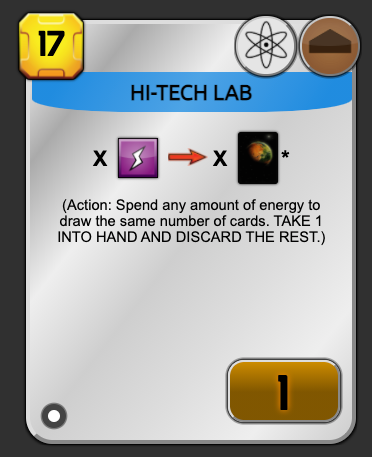 17
HI-TECH LAB
X X *
(Action: Spend any amount of energy to
draw the same number of cards. TAKE 1
INTO HAND AND DISCARD THE REST.)
1